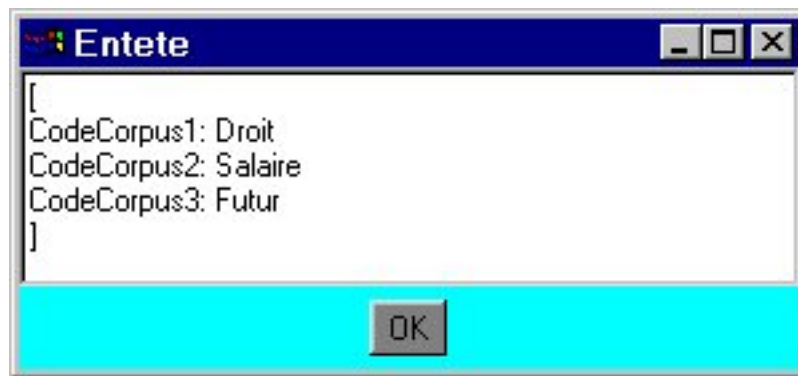 Entete
[
CodeCorpus1: Droit
CodeCorpus2: Salaire
CodeCorpus3: Futur
]
OK